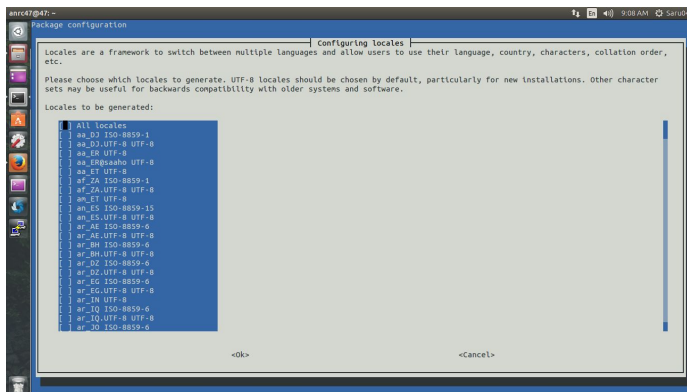 anrc47@47: ~
En
9:08 AM
Package configuration
Configuring locales
Locales are a framework to switch between multiple languages and allow users to use their language, country, characters, collation order,
etc.
Please choose which locales to generate. UTF-8 locales should be chosen by default, particularly for new installations. Other character
sets may be useful for backwards compatibility with older systems and software.
Locales to be generated:
[ ] All locales
[ ] aa_DJ ISO-8859-1
[ ] aa_DJ.UTF-8 UTF-8
[ ] aa_ER UTF-8
[ ] aa_ER@saaho UTF-8
[ ] aa_ET UTF-8
[ ] af_ZA ISO-8859-1
[ ] af_ZA.UTF-8 UTF-8
[ ] am_ET UTF-8
[ ] an_ES ISO-8859-15
[ ] an_ES.UTF-8 UTF-8
[ ] ar_AE ISO-8859-6
[ ] ar_AE.UTF-8 UTF-8
[ ] ar_BH ISO-8859-6
[ ] ar_BH.UTF-8 UTF-8
[ ] ar_DZ ISO-8859-6
[ ] ar_DZ.UTF-8 UTF-8
[ ] ar_EG ISO-8859-6
[ ] ar_EG.UTF-8 UTF-8
[ ] ar_IN UTF-8
[ ] ar_IQ ISO-8859-6
[ ] ar_IQ.UTF-8 UTF-8
[ ] ar_JO ISO-8859-6
<Ok>
<Cancel>